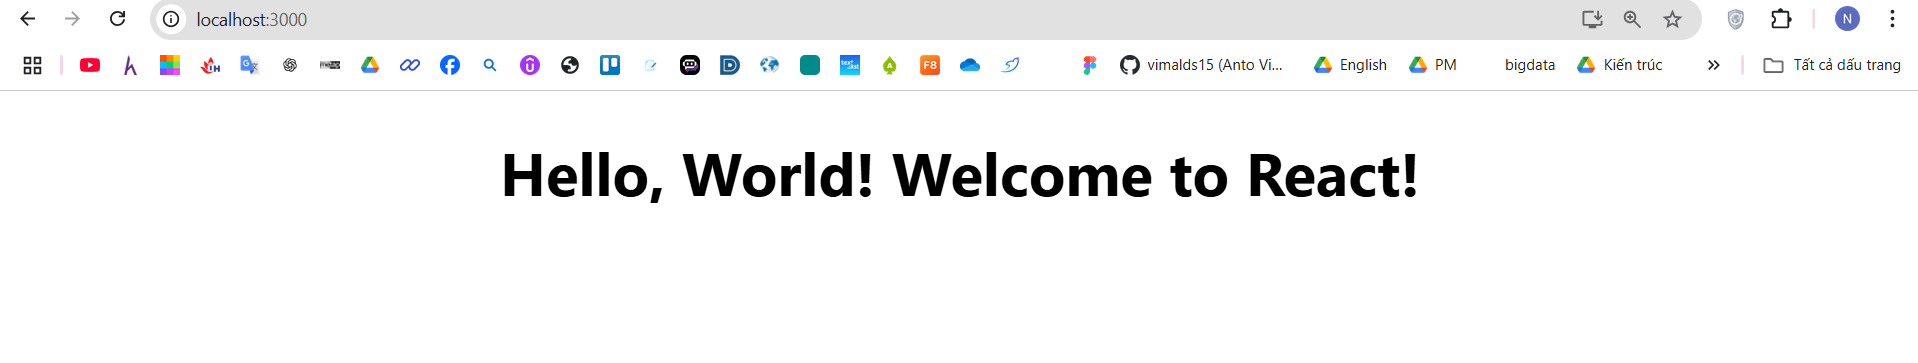 localhost:3000
N
F8
vimalds15 (Anto Vi...
English
PM
bigdata
Kiến trúc
Tất cả dấu trang
Hello, World! Welcome to React!